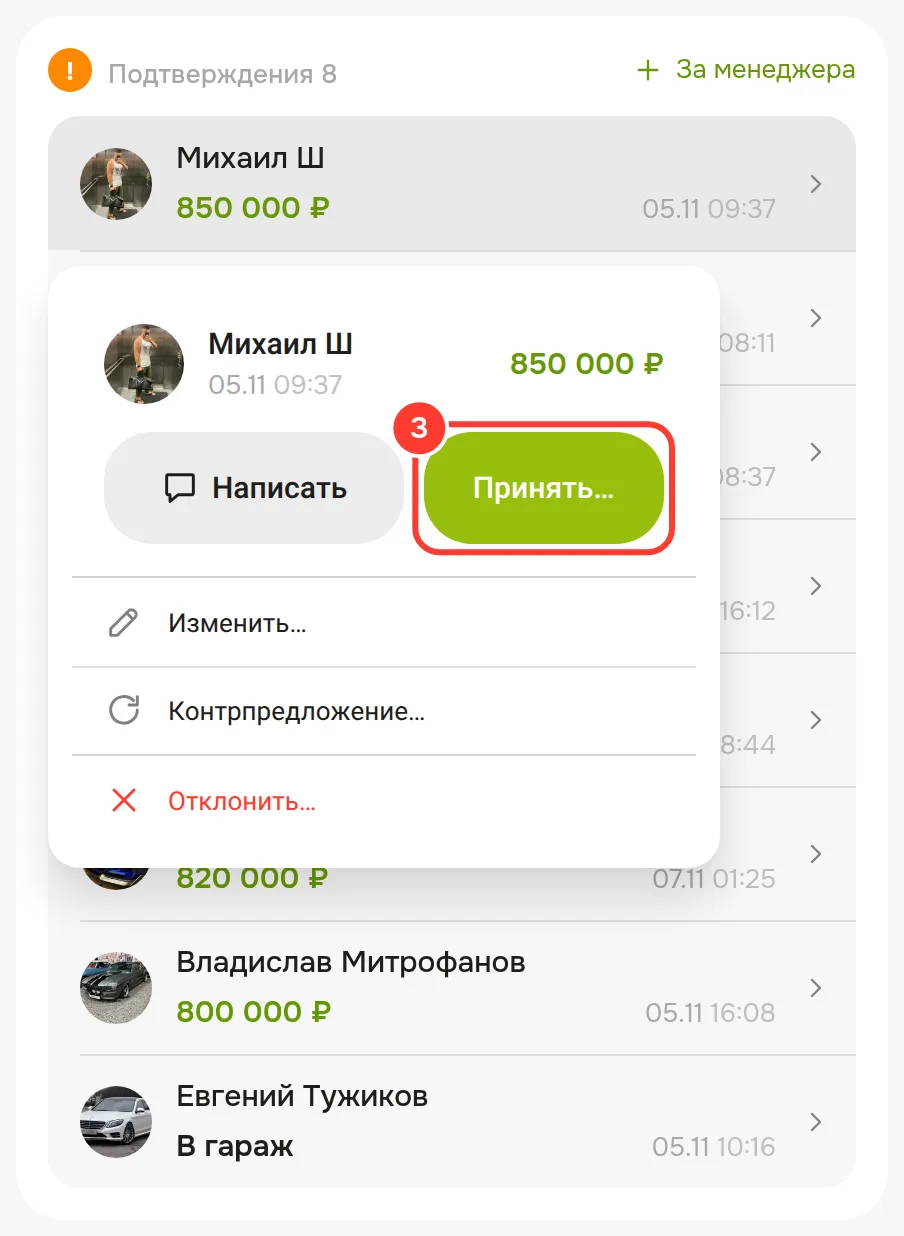 !
Подтверждения 8
+ За менеджера
Михаил Ш
850 000 ₽
05.11 09:37
08:11
Михаил Ш
05.11 09:37
850 000 ₽
3
Написать
Принять...
08:37
16:12
Изменить...
Контрпредложение...
8:44
Отклонить...
820 000 ₽
07.11 01:25
Владислав Митрофанов
800 000 ₽
05.11 16:08
Евгений Тужиков
В гараж
05.11 10:16